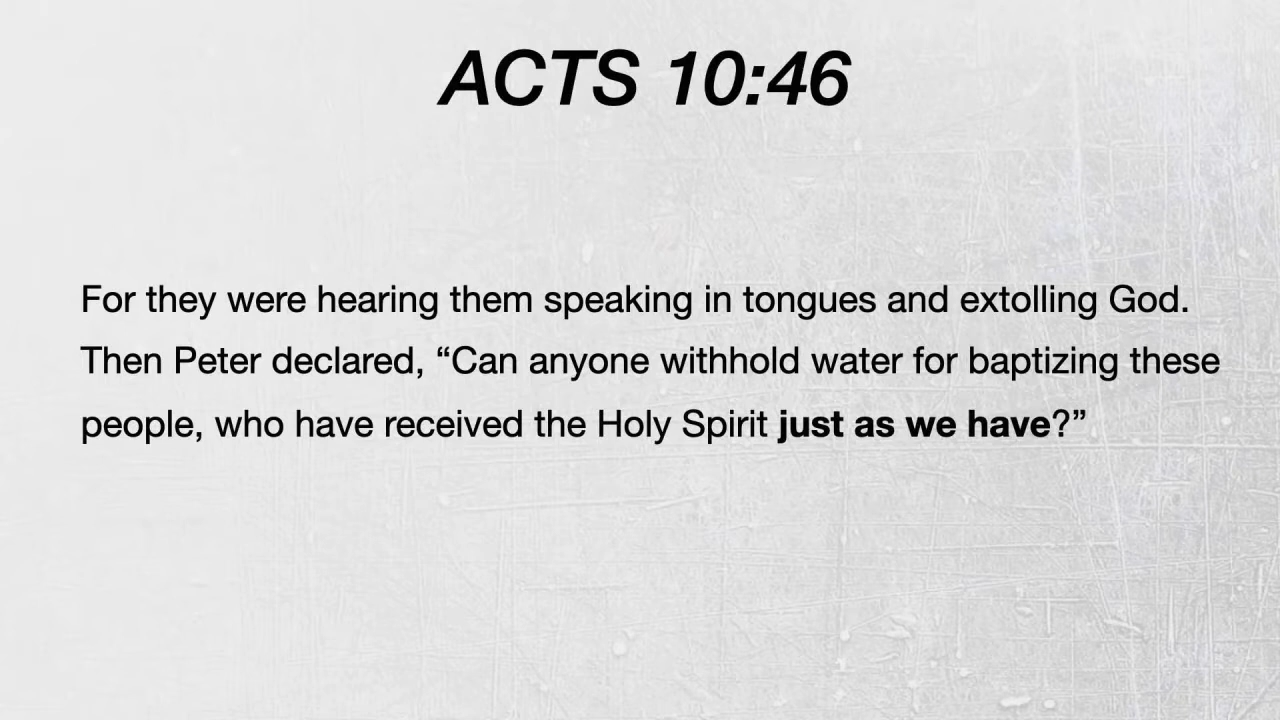 ACTS 10:46
For they were hearing them speaking in tongues and extolling God.
Then Peter declared, “Can anyone withhold water for baptizing these
people, who have received the Holy Spirit just as we have?”